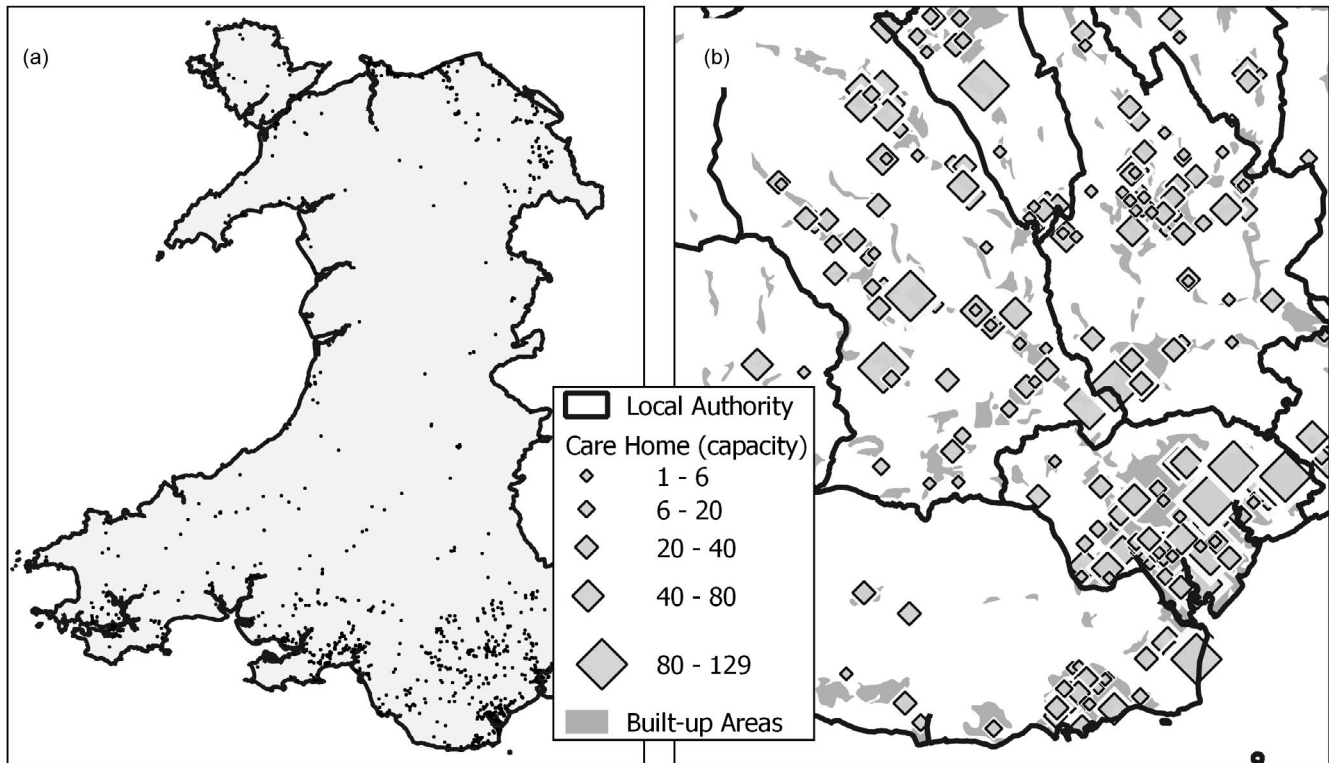 (a)
(b)
Local Authority
Care Home (capacity)
1 - 6
6 - 20
20 - 40
40 - 80
80 - 129
Built-up Areas